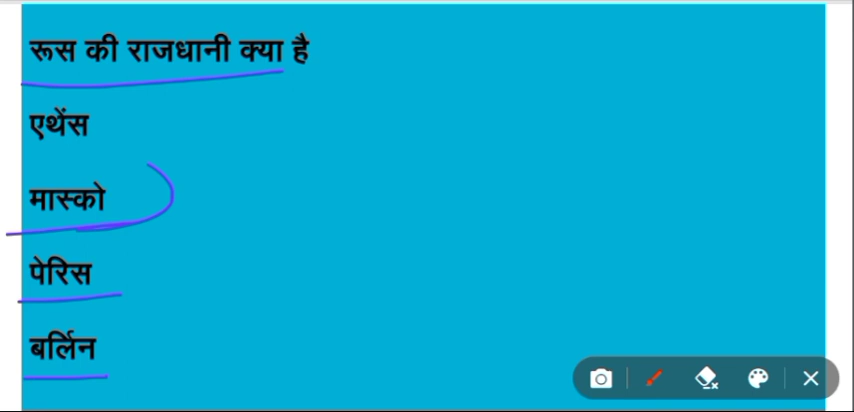 रूस की राजधानी क्या है
एथेंस
मास्को
पेरिस
बर्लिन